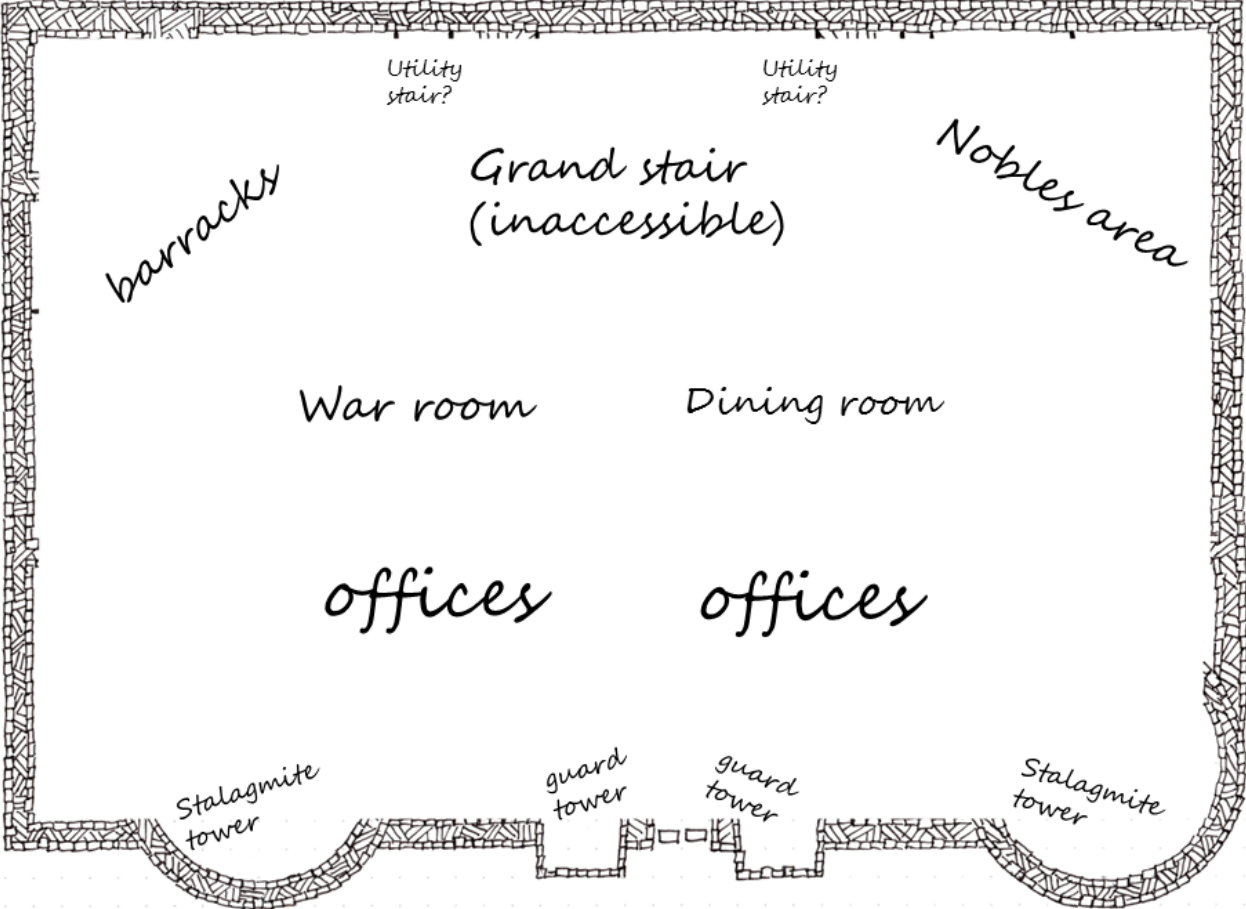 Utility
stair?
Utility
stair?
Grand stair
(inaccessible)
barracks
Nobles area
War room
Dining room
offices
offices
Stalagmite
tower
guard
tower
guard
tower
Stalagmite
tower